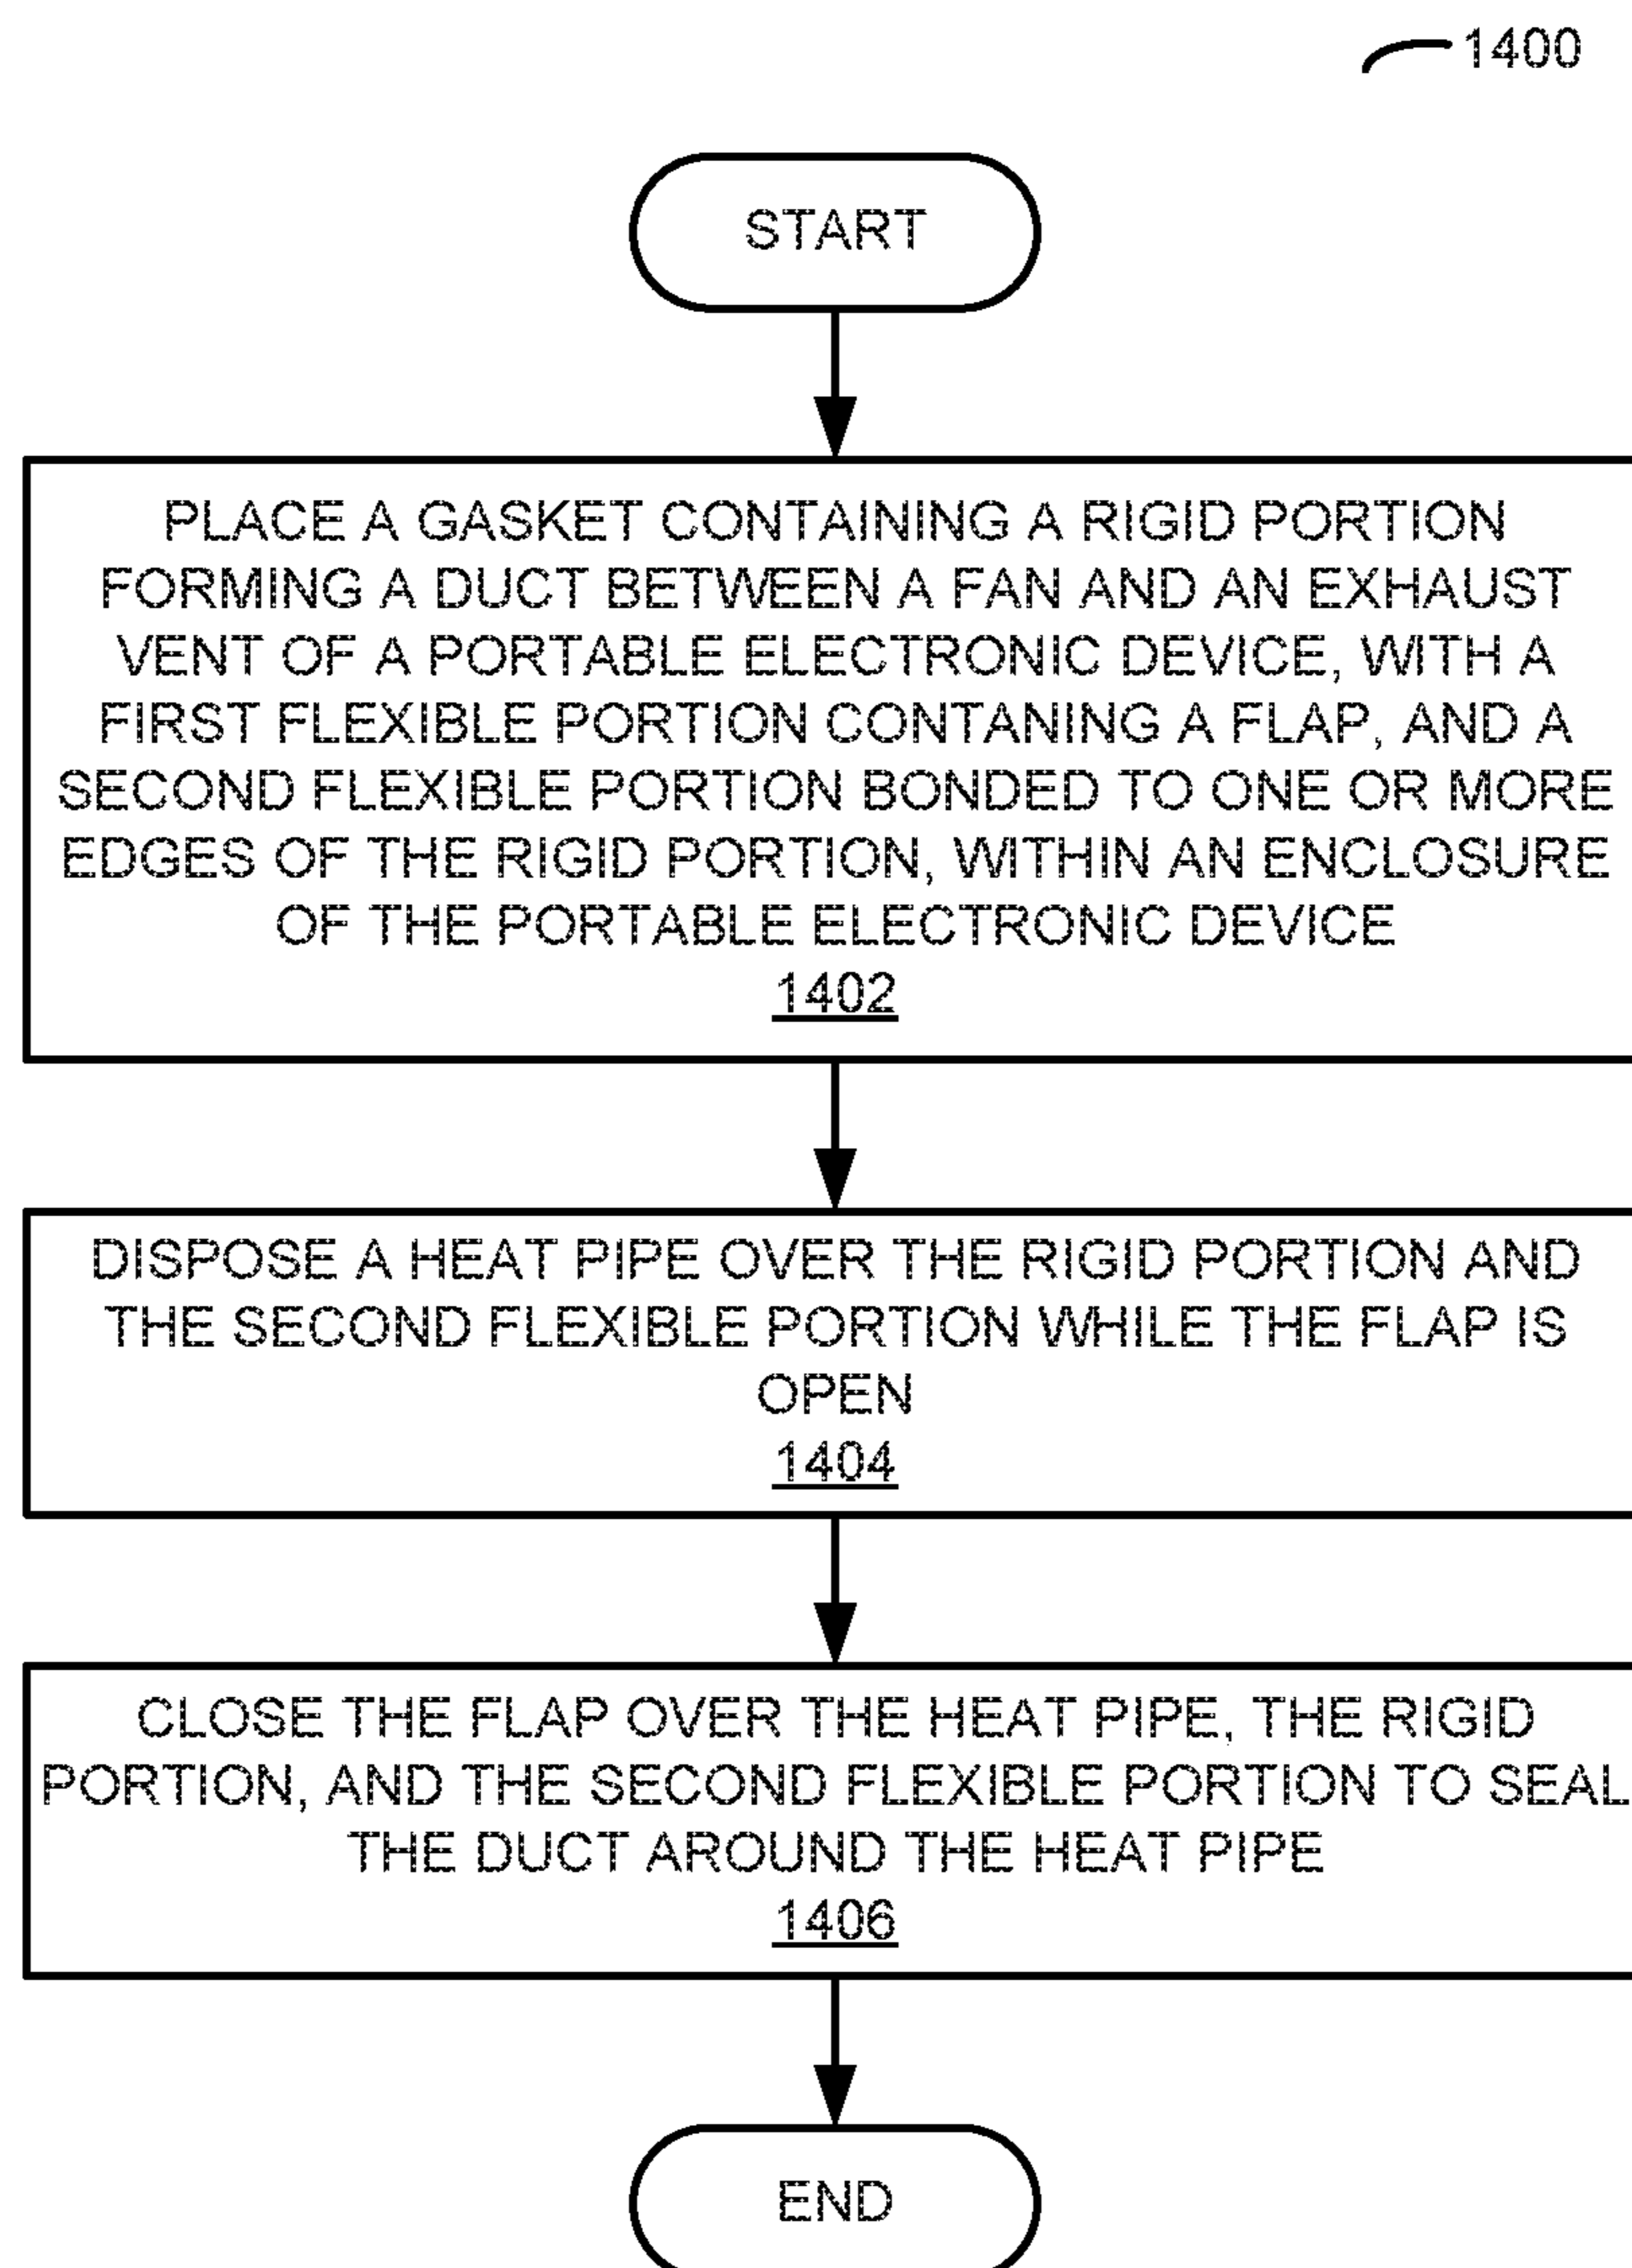 1400
START
PLACE A GASKET CONTAINING A RIGID PORTION
FORMING A DUCT BETWEEN A FAN AND AN EXHAUST
VENT OF A PORTABLE ELECTRONIC DEVICE, WITH A
FIRST FLEXIBLE PORTION CONTANING A FLAP, AND A
SECOND FLEXIBLE PORTION BONDED TO ONE OR MORE
EDGES OF THE RIGID PORTION, WITHIN AN ENCLOSURE
OF THE PORTABLE ELECTRONIC DEVICE
1402
DISPOSE A HEAT PIPE OVER THE RIGID PORTION AND
THE SECOND FLEXIBLE PORTION WHILE THE FLAP IS
OPEN
1404
CLOSE THE FLAP OVER THE HEAT PIPE, THE RIGID
PORTION, AND THE SECOND FLEXIBLE PORTION TO SEAL
THE DUCT AROUND THE HEAT PIPE
1406
END